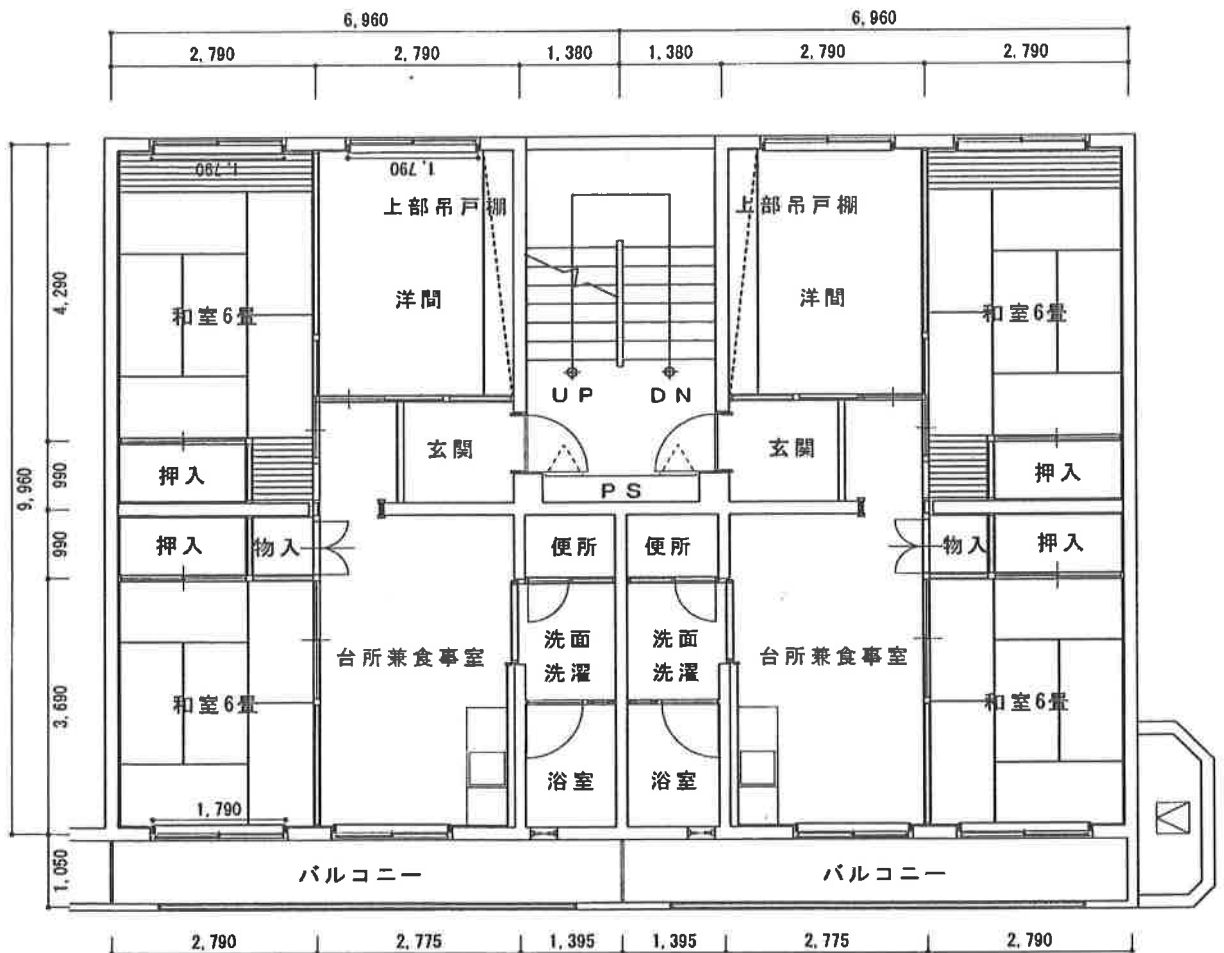 6,960
6,960
2,790
2,790
1,380
1,380
2,790
2,790
1,790
1,790
上部吊戸棚
上部吊戸棚
4,290
洋間
洋間
和室6畳
和室6畳
UP
DN
玄関
玄関
9,960
990
押入
押入
PS
990
押入
物入
便所
便所
物入
押入
洗面
洗濯
洗面
洗濯
台所兼食事室
台所兼食事室
3,690
和室6畳
和室6畳
浴室
浴室
1,790
1,050
バルコニー
バルコニー
2,790
2,775
1,395
1,395
2,775
2,790